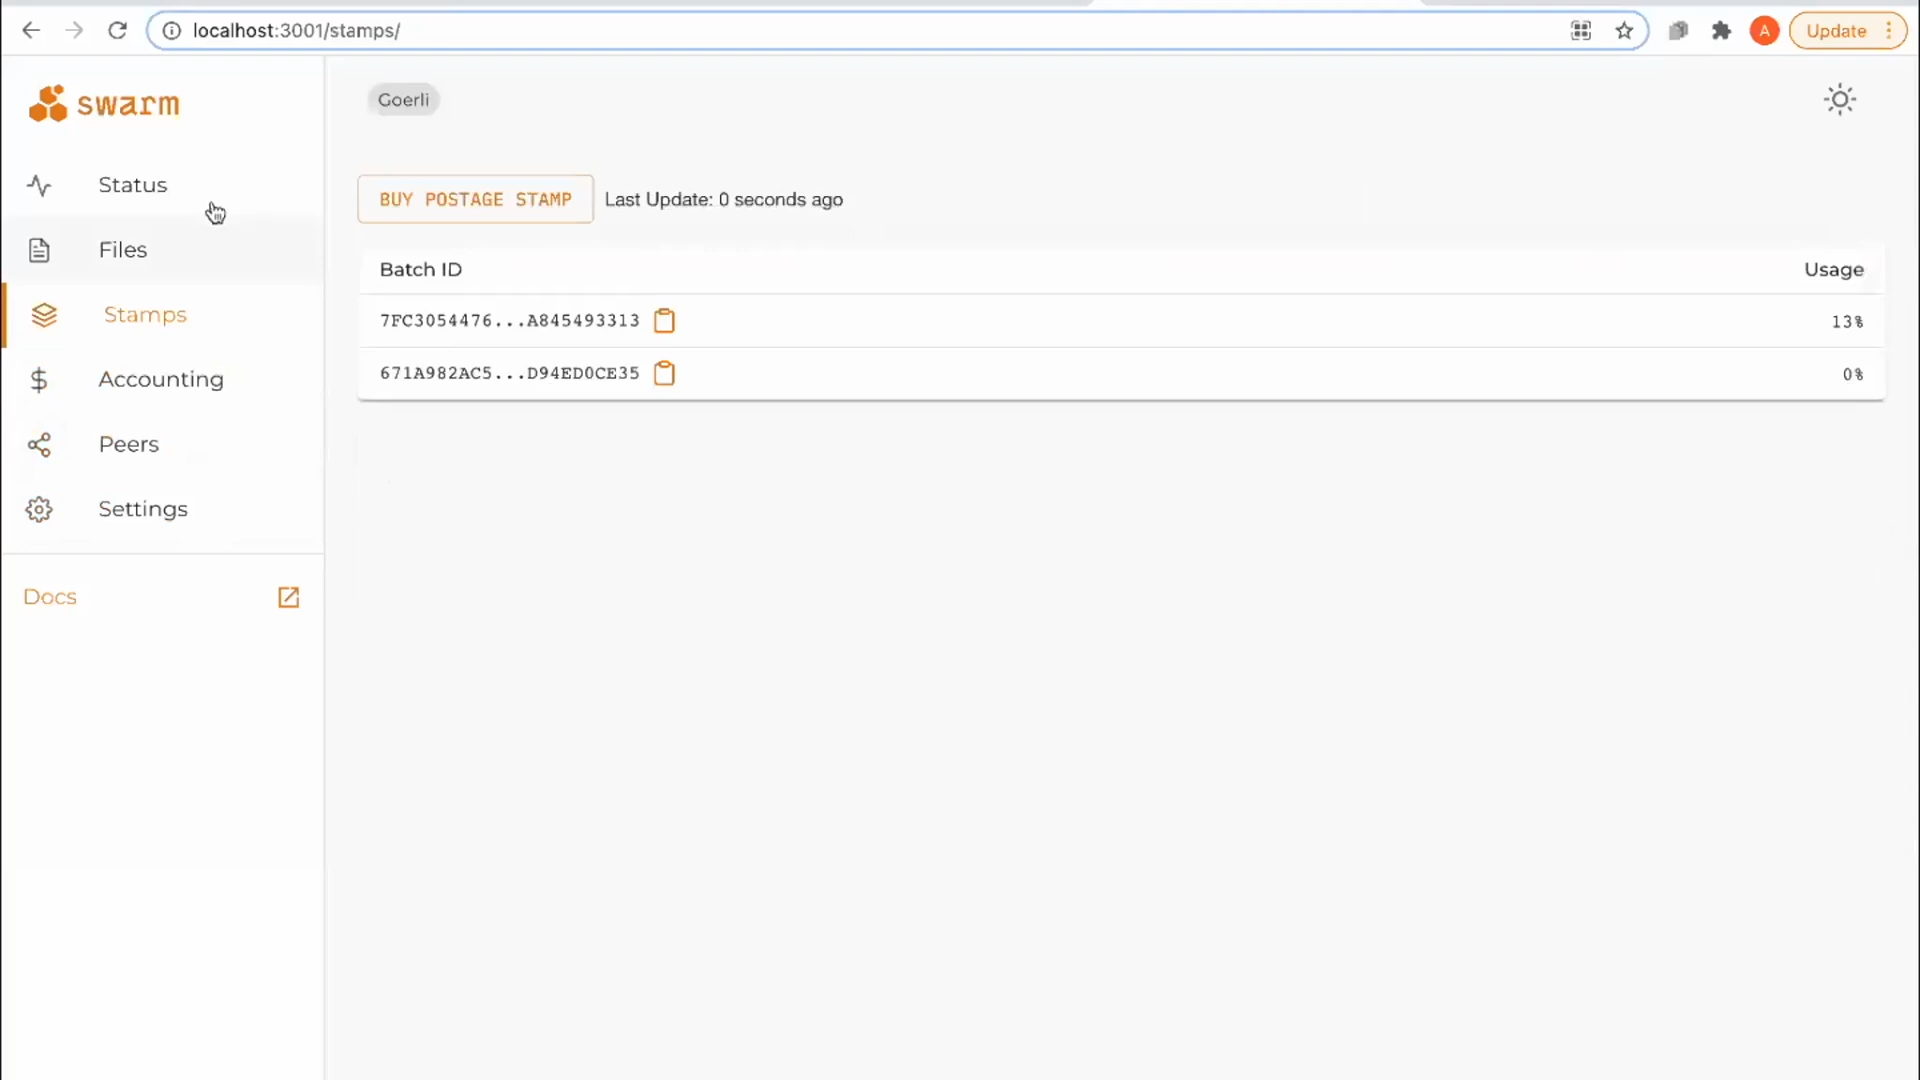 localhost:3001/stamps/
A
Update
swarm
Goerli
Status
Files
Stamps
Accounting
Peers
Settings
Docs
BUY POSTAGE STAMP
Last Update: 0 seconds ago
Batch ID
Usage
7FC3054476...A845493313
13%
671A982AC5...D94ED0CE35
0%